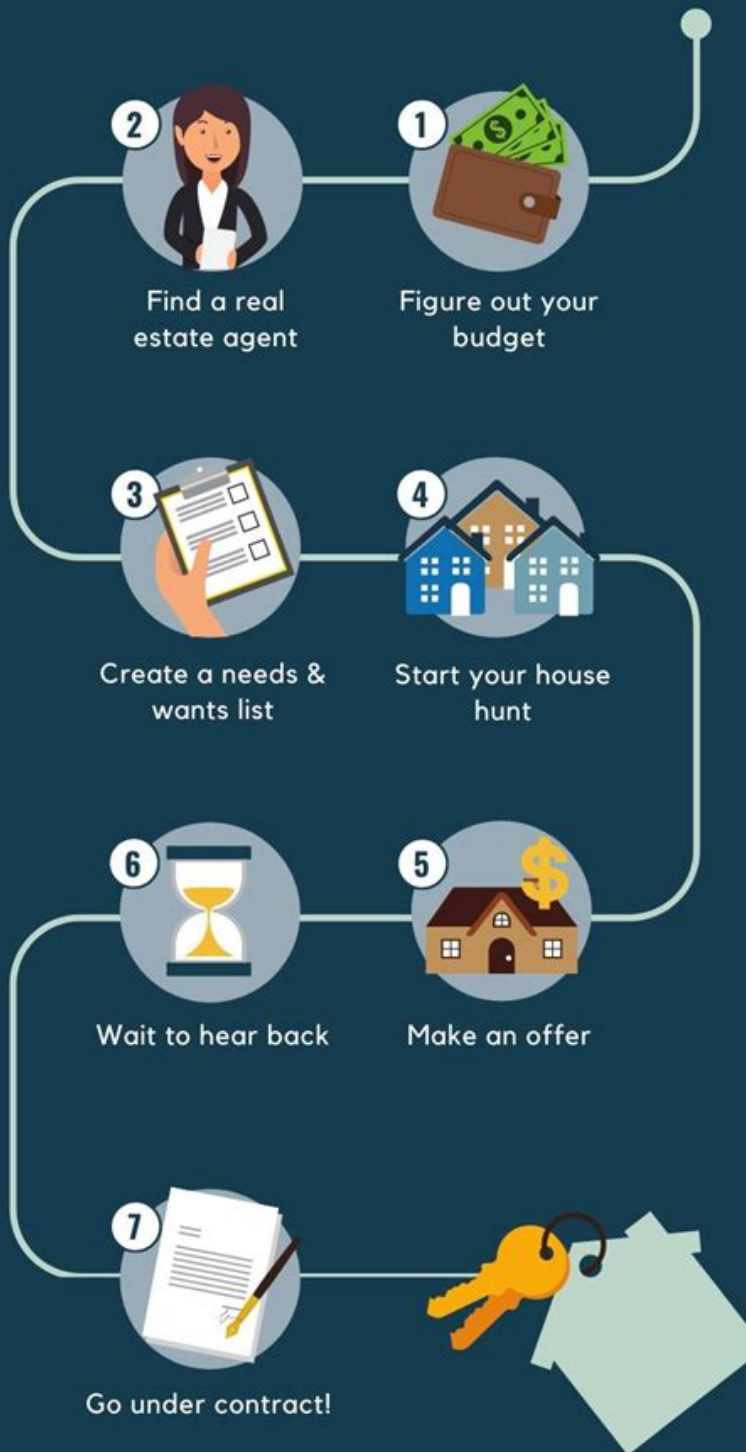 1
Figure out your
budget
2
Find a real
estate agent
3
Create a needs &
wants list
4
Start your house
hunt
5
Make an offer
6
Wait to hear back
7
Go under contract!